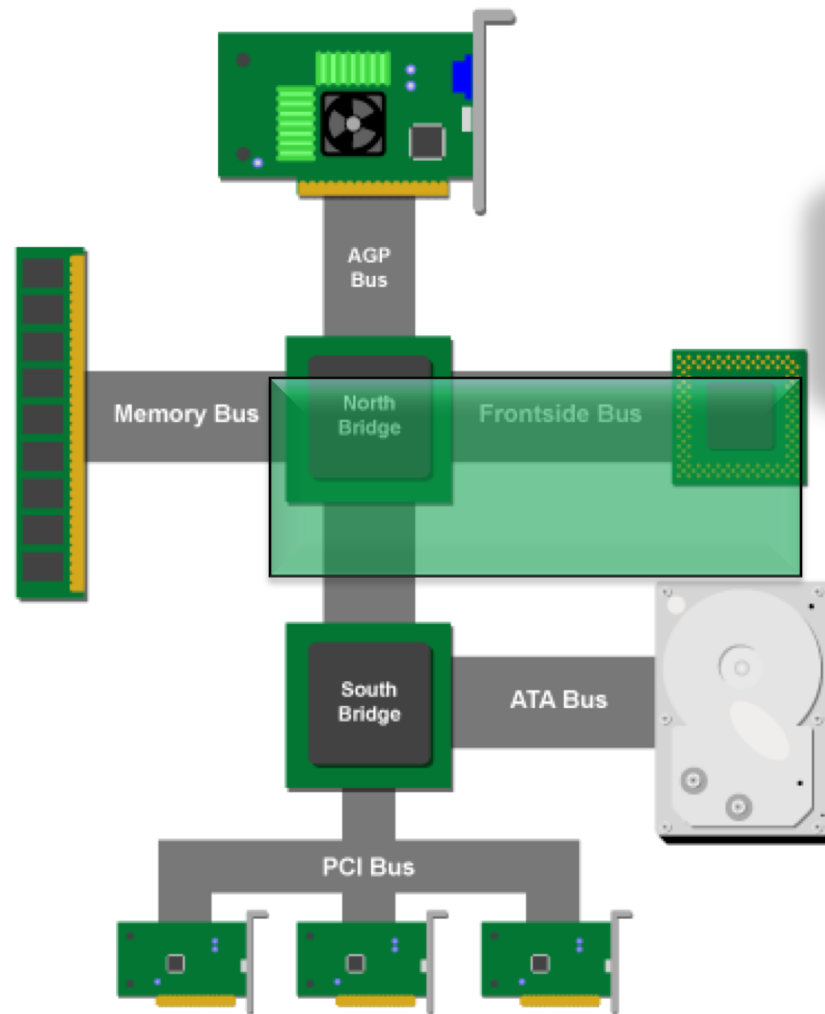 AGP
Bus
Memory Bus
North
Bridge
Frontside Bus
South
Bridge
ATA Bus
PCI Bus